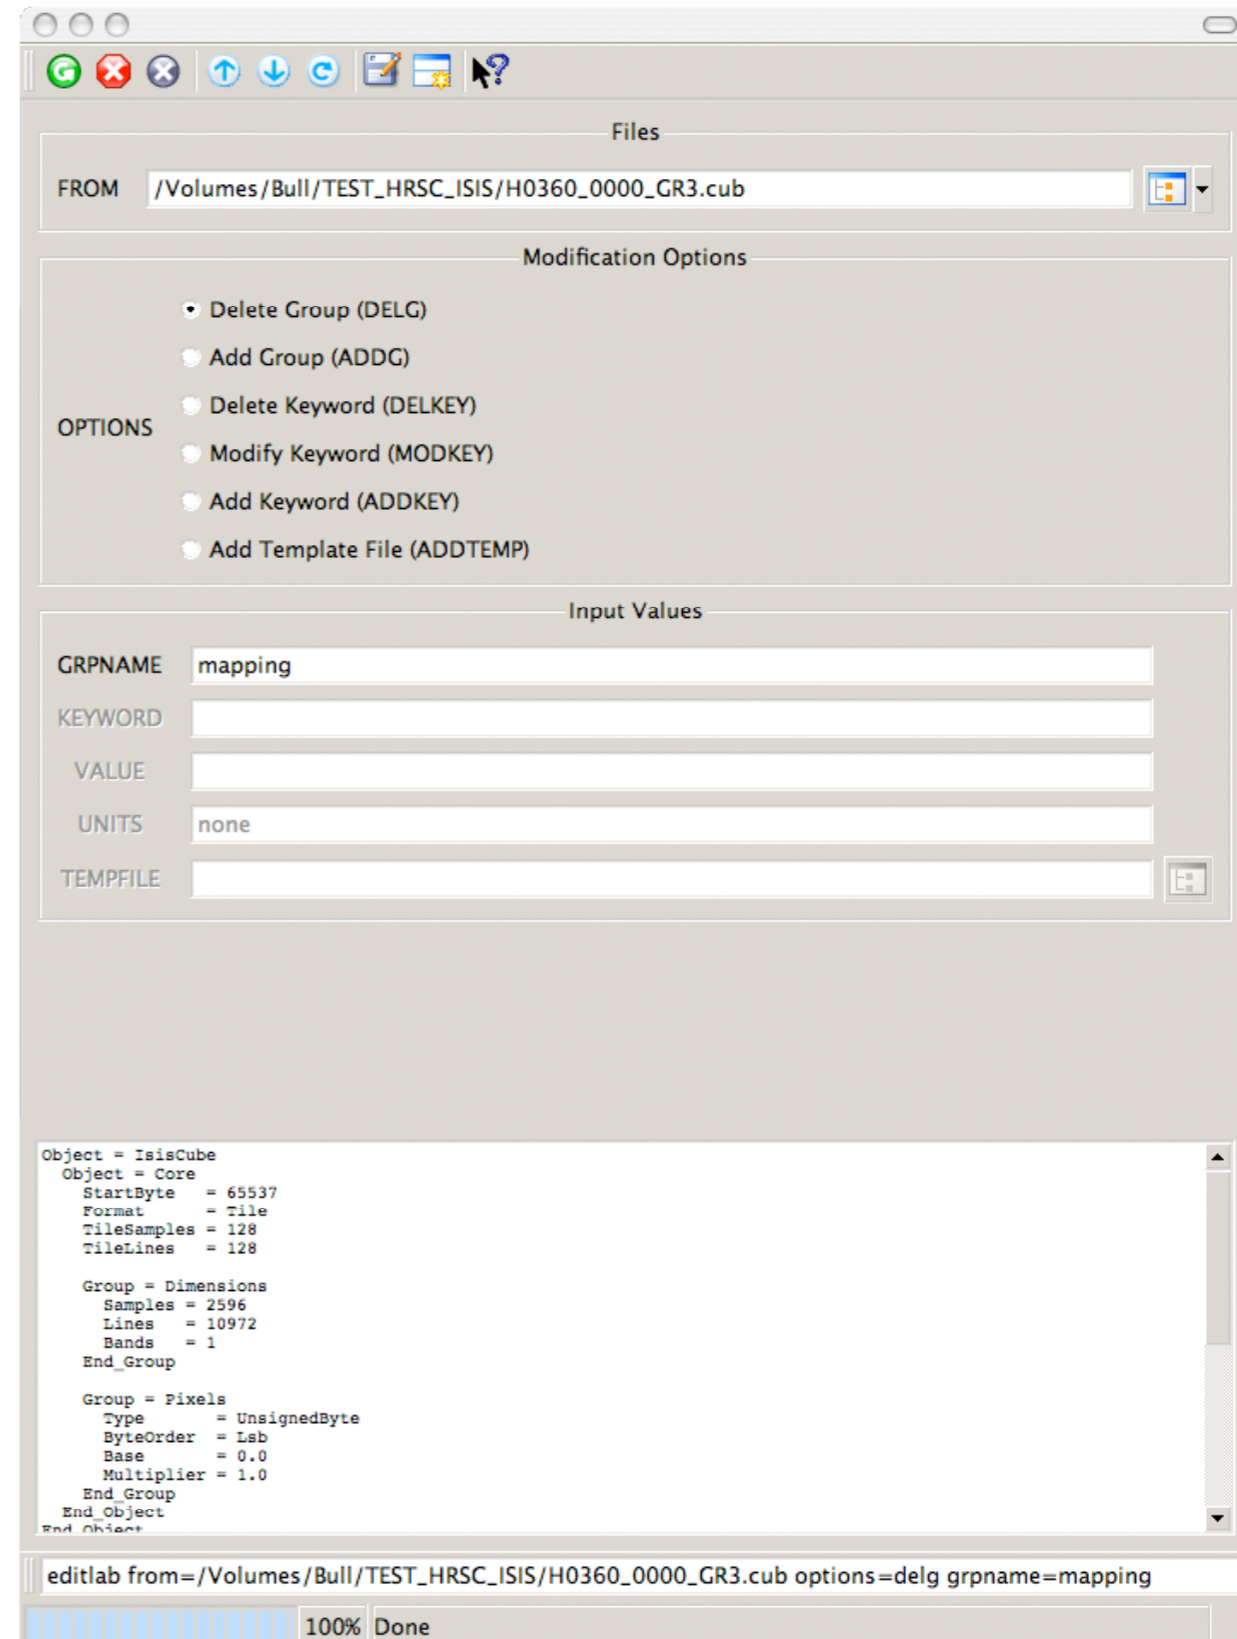 Files
FROM /Volumes/Bull/TEST_HRSC_ISIS/H0360_0000_GR3.cub
Modification Options
OPTIONS
Delete Group (DELG)
Add Group (ADDG)
Delete Keyword (DELKEY)
Modify Keyword (MODKEY)
Add Keyword (ADDKEY)
Add Template File (ADDTEMP)
Input Values
GRPNAME mapping
KEYWORD
VALUE
UNITS none
TEMPFILE
Object = IsisCube
Object = Core
StartByte = 65537
Format = Tile
TileSamples = 128
TileLines = 128
Group = Dimensions
Samples = 2596
Lines = 10972
Bands = 1
End_Group
Group = Pixels
Type = UnsignedByte
ByteOrder = Lsb
Base = 0.0
Multiplier = 1.0
End_Group
End_Object
End_Object
editlab from=/Volumes/Bull/TEST_HRSC_ISIS/H0360_0000_GR3.cub options=delg grpname=mapping
100% Done